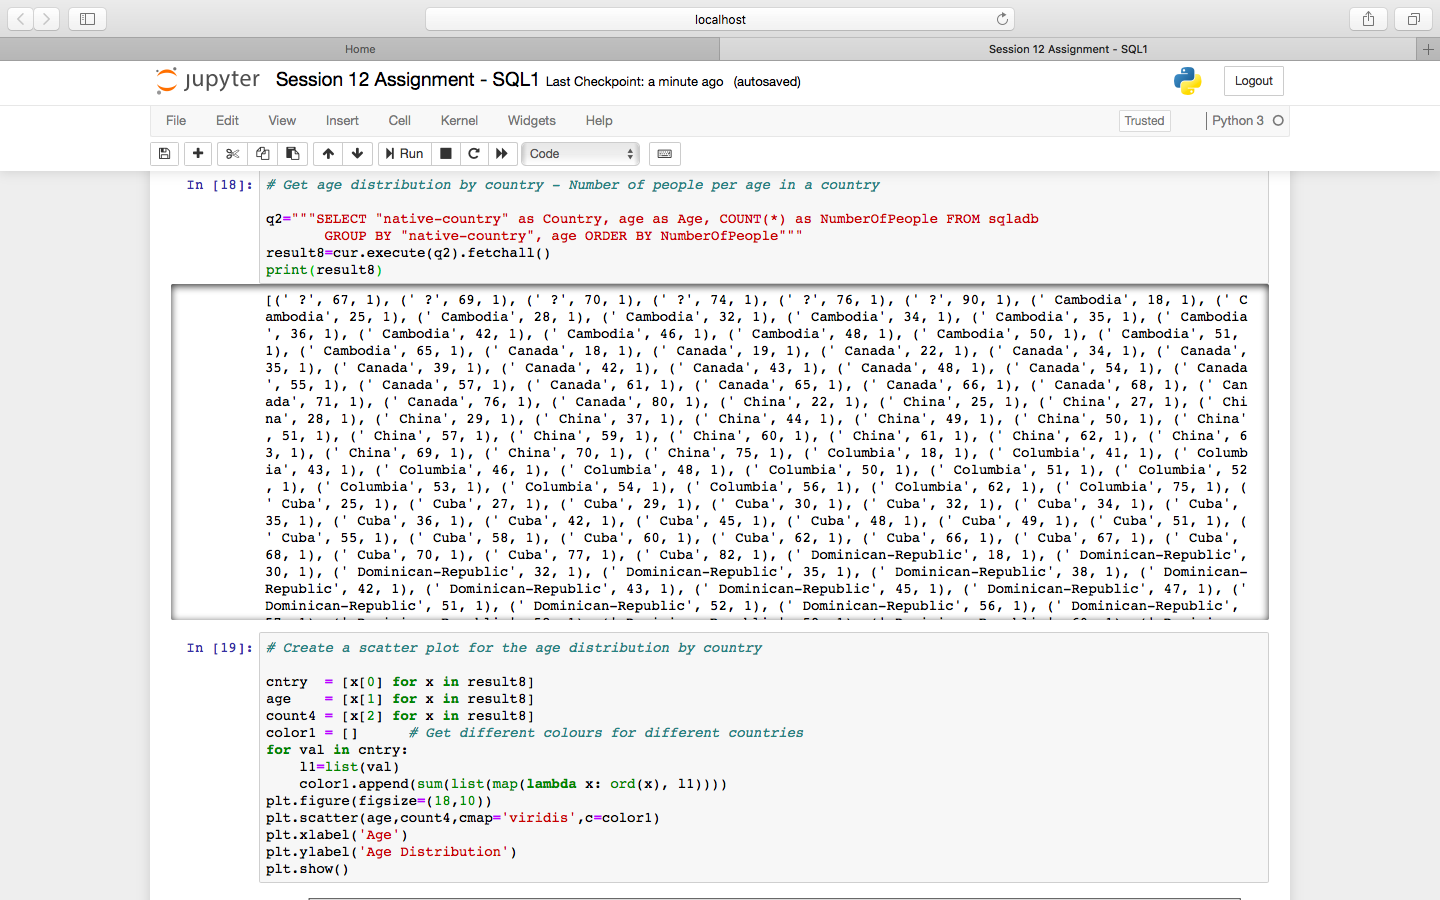 localhost
Home
Session 12 Assignment - SQL1
jupyter Session 12 Assignment - SQL1 Last Checkpoint: a minute ago (autosaved)
Logout
File Edit View Insert Cell Kernel Widgets Help
Trusted
Python 3
Run
Code
In [18]: # Get age distribution by country - Number of people per age in a country
q2="""SELECT "native-country" as Country, age as Age, COUNT(*) as NumberOfPeople FROM sqladb
GROUP BY "native-country", age ORDER BY NumberOfPeople"""
result8=cur.execute(q2).fetchall()
print(result8)
[(' ?', 67, 1), (' ?', 69, 1), (' ?', 70, 1), (' ?', 74, 1), (' ?', 76, 1), (' ?', 90, 1), (' Cambodia', 18, 1), (' C
ambodia', 25, 1), (' Cambodia', 28, 1), (' Cambodia', 32, 1), (' Cambodia', 34, 1), (' Cambodia', 35, 1), (' Cambodia
', 36, 1), (' Cambodia', 42, 1), (' Cambodia', 46, 1), (' Cambodia', 48, 1), (' Cambodia', 50, 1), (' Cambodia', 51,
1), (' Cambodia', 65, 1), (' Canada', 18, 1), (' Canada', 19, 1), (' Canada', 22, 1), (' Canada', 34, 1), (' Canada',
35, 1), (' Canada', 39, 1), (' Canada', 42, 1), (' Canada', 43, 1), (' Canada', 48, 1), (' Canada', 54, 1), (' Canada
', 55, 1), (' Canada', 57, 1), (' Canada', 61, 1), (' Canada', 65, 1), (' Canada', 66, 1), (' Canada', 68, 1), (' Can
ada', 71, 1), (' Canada', 76, 1), (' Canada', 80, 1), (' China', 22, 1), (' China', 25, 1), (' China', 27, 1), (' Chi
na', 28, 1), (' China', 29, 1), (' China', 37, 1), (' China', 44, 1), (' China', 49, 1), (' China', 50, 1), (' China'
, 51, 1), (' China', 57, 1), (' China', 59, 1), (' China', 60, 1), (' China', 61, 1), (' China', 62, 1), (' China', 6
3, 1), (' China', 69, 1), (' China', 70, 1), (' China', 75, 1), (' Columbia', 18, 1), (' Columbia', 41, 1), (' Columb
ia', 43, 1), (' Columbia', 46, 1), (' Columbia', 48, 1), (' Columbia', 50, 1), (' Columbia', 51, 1), (' Columbia', 52
, 1), (' Columbia', 53, 1), (' Columbia', 54, 1), (' Columbia', 56, 1), (' Columbia', 62, 1), (' Columbia', 75, 1), (
' Cuba', 25, 1), (' Cuba', 27, 1), (' Cuba', 29, 1), (' Cuba', 30, 1), (' Cuba', 32, 1), (' Cuba', 34, 1), (' Cuba',
35, 1), (' Cuba', 36, 1), (' Cuba', 42, 1), (' Cuba', 45, 1), (' Cuba', 48, 1), (' Cuba', 49, 1), (' Cuba', 51, 1), (
' Cuba', 55, 1), (' Cuba', 58, 1), (' Cuba', 60, 1), (' Cuba', 62, 1), (' Cuba', 66, 1), (' Cuba', 67, 1), (' Cuba',
68, 1), (' Cuba', 70, 1), (' Cuba', 77, 1), (' Cuba', 82, 1), (' Dominican-Republic', 18, 1), (' Dominican-Republic',
30, 1), (' Dominican-Republic', 32, 1), (' Dominican-Republic', 35, 1), (' Dominican-Republic', 38, 1), (' Dominican-
Republic', 42, 1), (' Dominican-Republic', 43, 1), (' Dominican-Republic', 45, 1), (' Dominican-Republic', 47, 1), ('
Dominican-Republic', 51, 1), (' Dominican-Republic', 52, 1), (' Dominican-Republic', 56, 1), (' Dominican-Republic',
In [19]: # Create a scatter plot for the age distribution by country
cntry = [x[0] for x in result8]
age = [x[1] for x in result8]
count4 = [x[2] for x in result8]
color1 = [] # Get different colours for different countries
for val in cntry:
l1=list(val)
color1.append(sum(list(map(lambda x: ord(x), l1))))
plt.figure(figsize=(18,10))
plt.scatter(age,count4,cmap='viridis',c=color1)
plt.xlabel('Age')
plt.ylabel('Age Distribution')
plt.show()